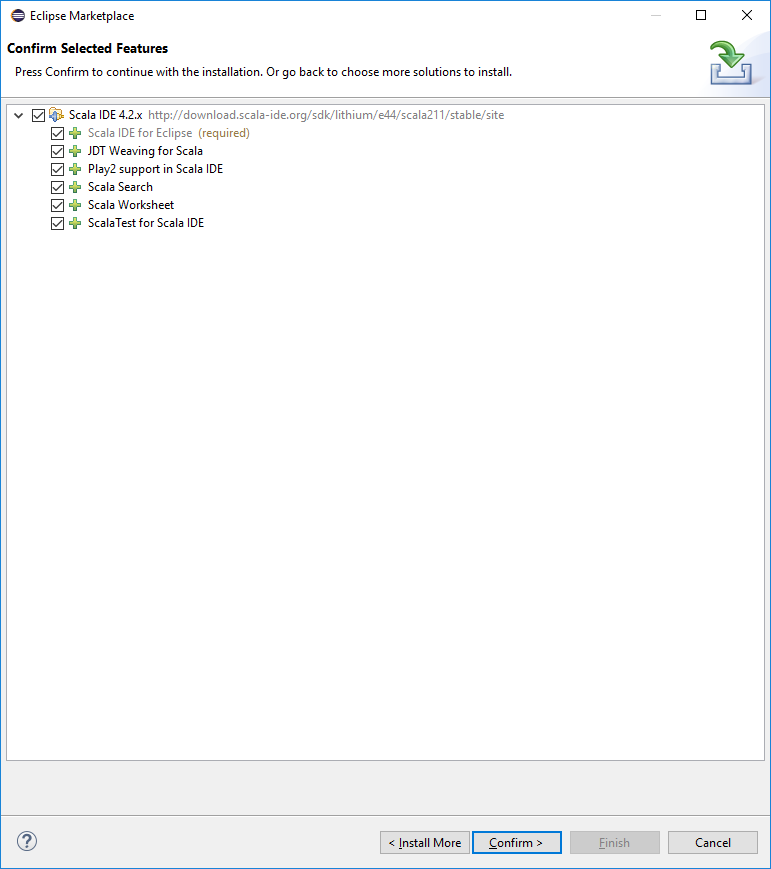 Eclipse Marketplace
Confirm Selected Features
Press Confirm to continue with the installation. Or go back to choose more solutions to install.
Scala IDE 4.2.x http://download.scala-ide.org/sdk/lithium/e44/scala211/stable/site
Scala IDE for Eclipse (required)
JDT Weaving for Scala
Play2 support in Scala IDE
Scala Search
Scala Worksheet
ScalaTest for Scala IDE
? < Install More Confirm > Finish Cancel